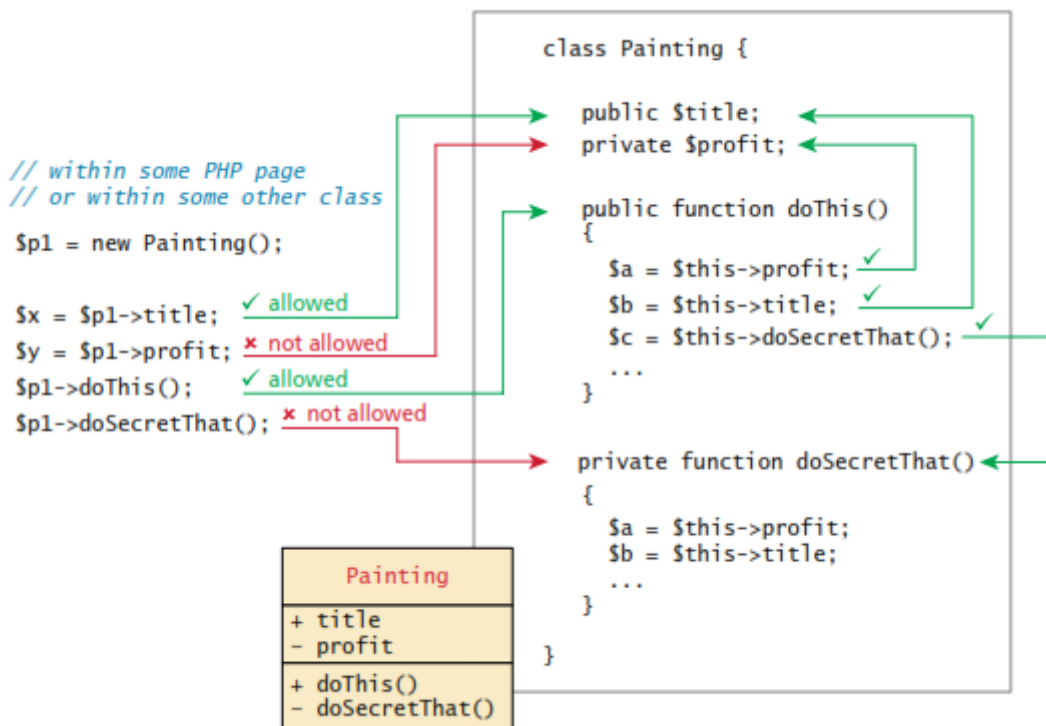 class Painting {
public $title;
private $profit;
// within some PHP page
// or within some other class
public function doThis()
{
$p1 = new Painting();
$a = $this->profit; ✓
✓ allowed
$b = $this->title; ✓
$x = $p1->title;
$c = $this->doSecretThat(); ✓
$y = $p1->profit; × not allowed
...
$p1->doThis(); ✓ allowed
}
$p1->doSecretThat(); × not allowed
private function doSecretThat()
{
$a = $this->profit;
$b = $this->title;
...
}
}
Painting
+ title
- profit
+ doThis()
- doSecretThat()